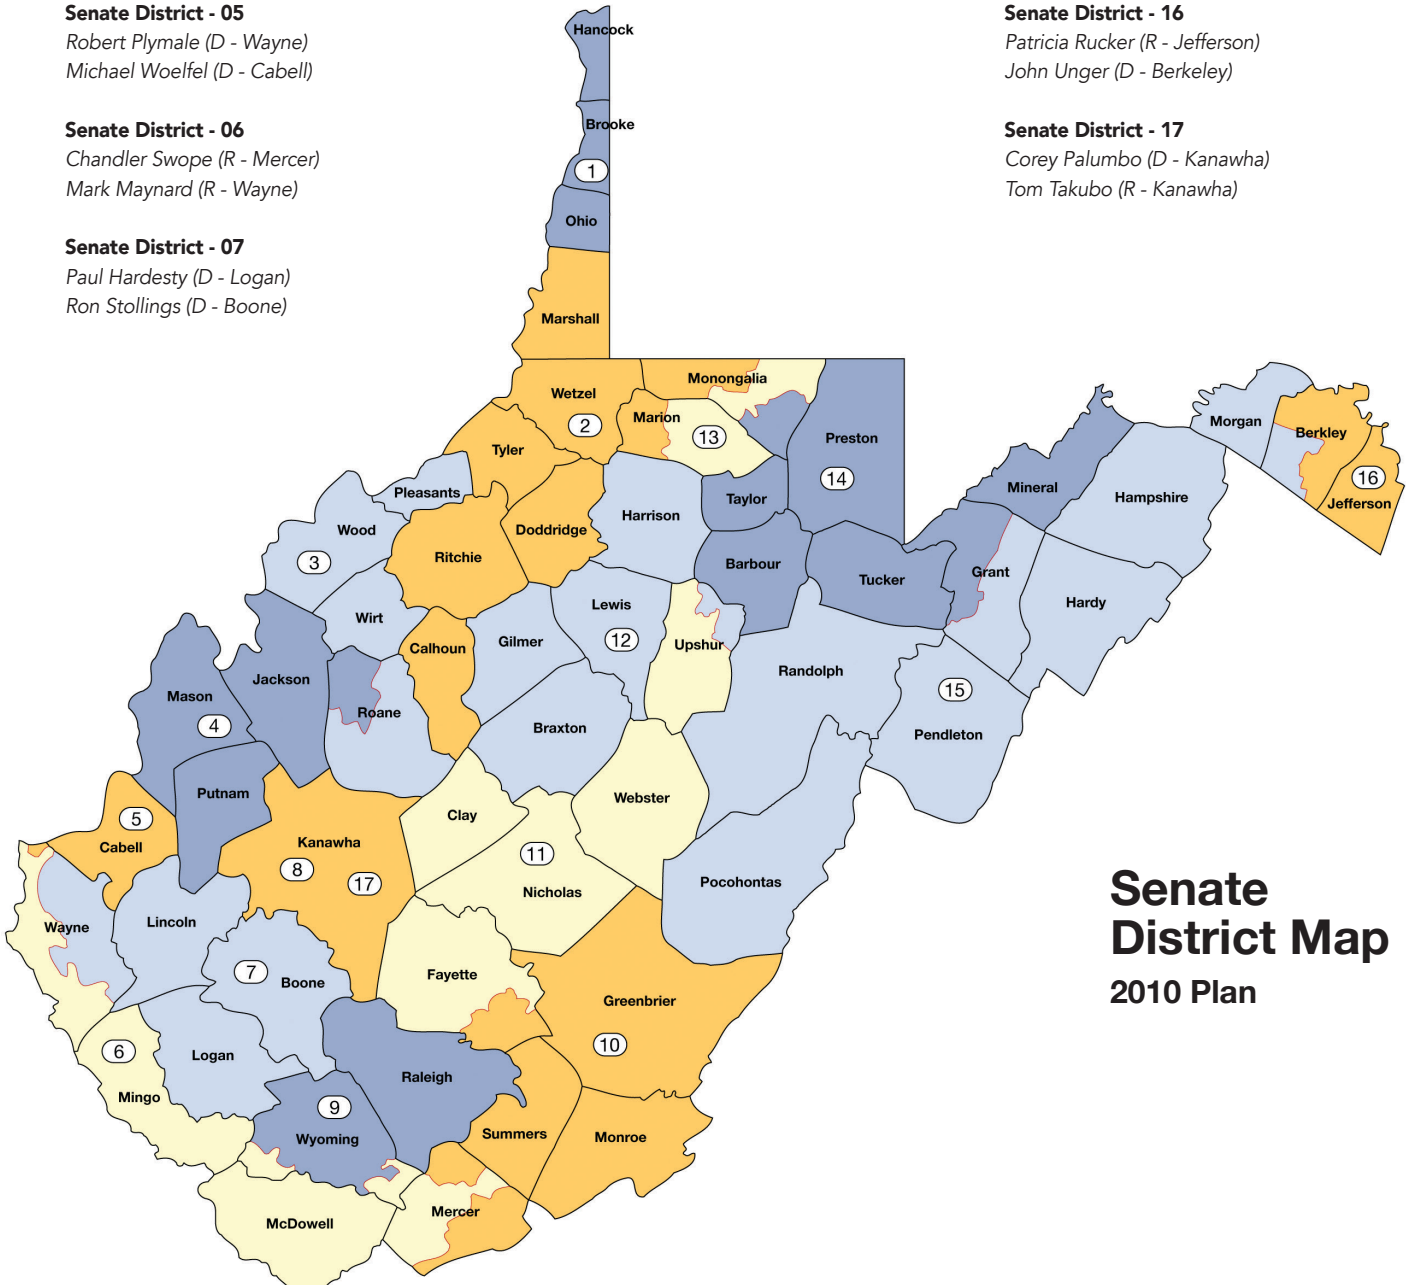 Senate District - 05
Robert Plymale (D - Wayne)
Michael Woelfel (D - Cabell)
Senate District - 06
Chandler Swope (R - Mercer)
Mark Maynard (R - Wayne)
Senate District - 07
Paul Hardesty (D - Logan)
Ron Stollings (D - Boone)
Senate District - 16
Patricia Rucker (R - Jefferson)
John Unger (D - Berkeley)
Senate District - 17
Corey Palumbo (D - Kanawha)
Tom Takubo (R - Kanawha)
Hancock
Brooke
1
Ohio
Marshall
Wetzel
2
Monongalia
Marion
13
Tyler
Preston
14
Morgan
Berkley
16
Jefferson
Pleasants
Taylor
Mineral
Hampshire
Wood
3
Ritchie
Doddridge
Harrison
Barbour
Tucker
Grant
Hardy
Wirt
Lewis
12
Calhoun
Gilmer
Upshur
Randolph
15
Pendleton
Mason
4
Jackson
Roane
Braxton
Putnam
Clay
Webster
5
Cabell
Kanawha
8
17
11
Nicholas
Pocohontas
Wayne
Lincoln
7
Boone
Fayette
Greenbrier
10
6
Mingo
Logan
Raleigh
9
Wyoming
Summers
Monroe
McDowell
Mercer
Senate
District Map
2010 Plan